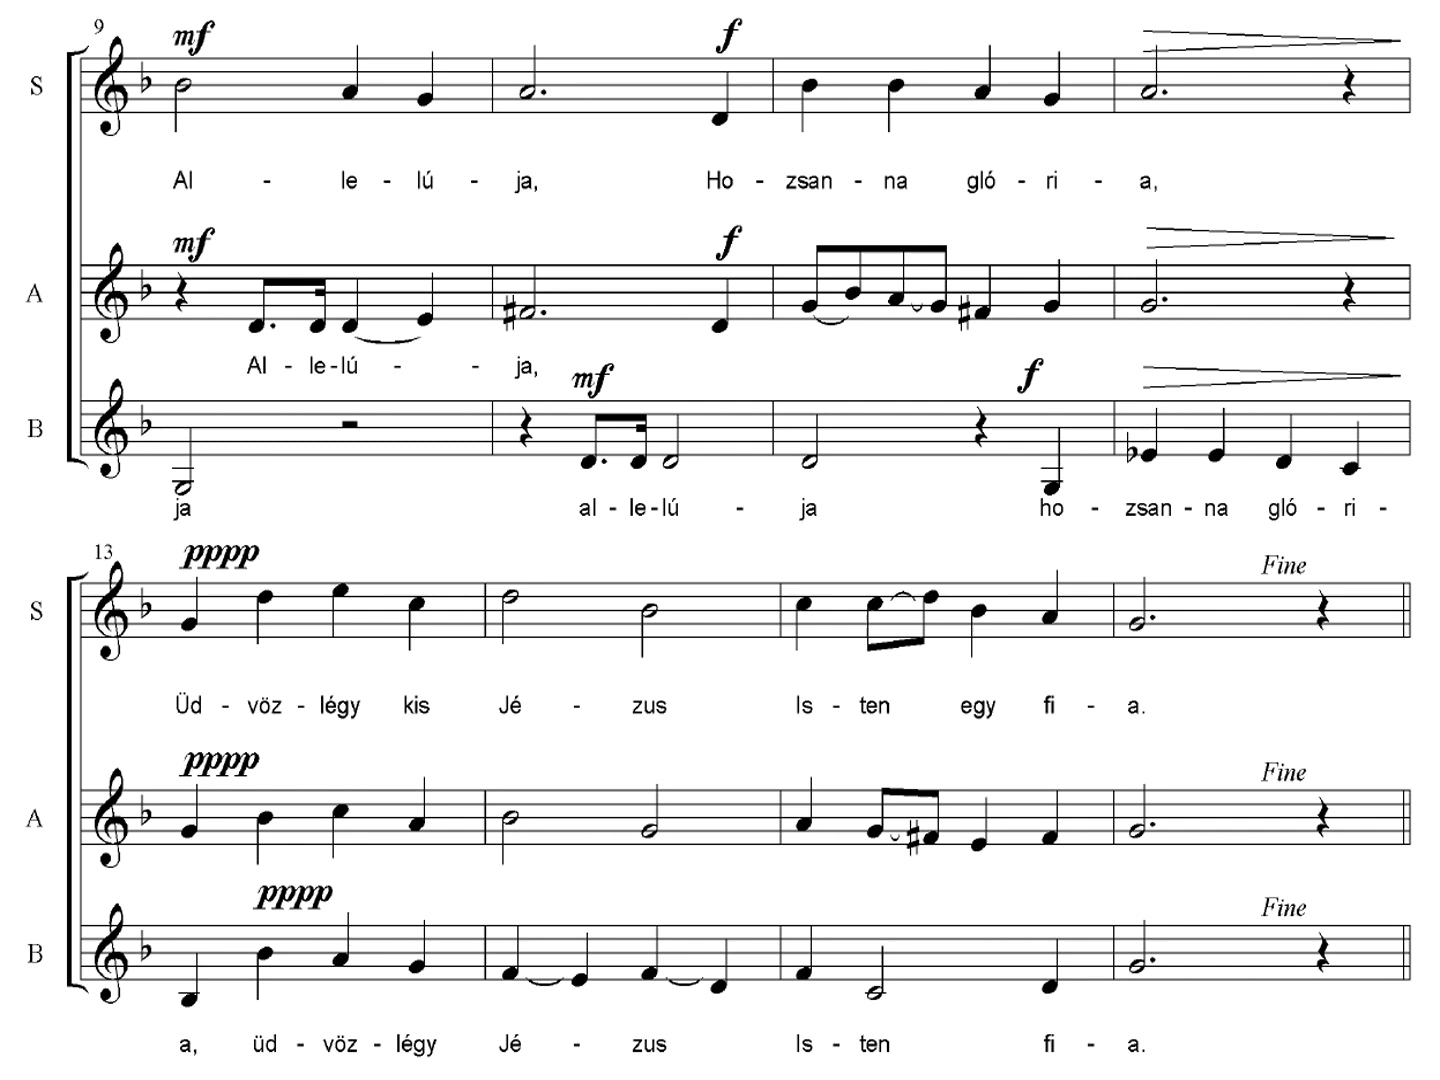 9
mf f
S
Al - le - lú - ja, Ho - zsan - na gló - ri - a,
mf f
A
Al - le - lú - - ja,
mf f
B
ja al - le - lú - ja ho - zsan - na gló - ri -
13
pppp Fine
S
Üd - vöz - légy kis Jé - zus Is - ten egy fi - a.
pppp Fine
A
pppp Fine
B
a, üd - vöz - légy Jé - zus Is - ten fi - a.